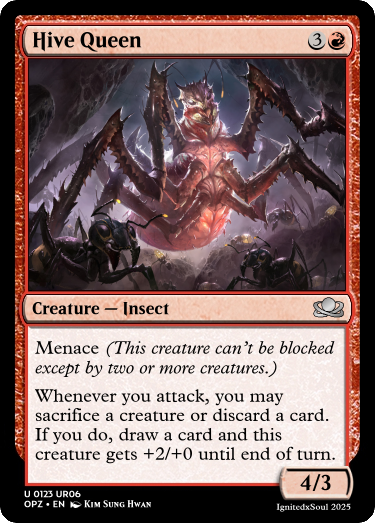 Hive Queen 3
Creature — Insect
Menace (This creature can't be blocked
except by two or more creatures.)
Whenever you attack, you may
sacrifice a creature or discard a card.
If you do, draw a card and this
creature gets +2/+0 until end of turn.
4/3
U 0123 UR06
OPZ • EN Kim Sung Hwan
IgnitedxSoul 2025